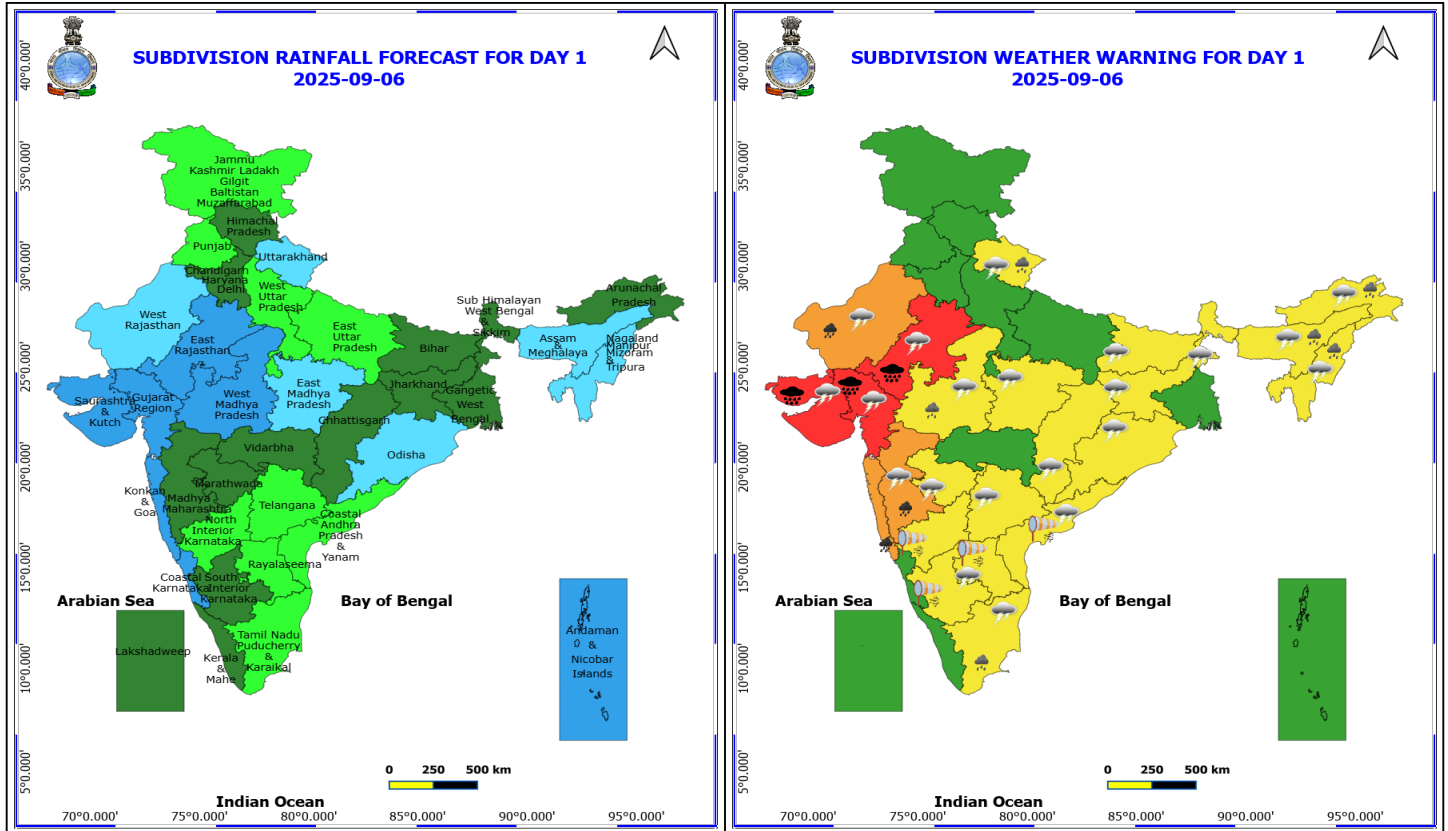 SUBDIVISION RAINFALL FORECAST FOR DAY 1
2025-09-06
40°0.000'
35°0.000'
30°0.000'
25°0.000'
20°0.000'
15°0.000'
10°0.000'
5°0.000'
Jammu
Kashmir Ladakh
Gilgit
Baltistan
Muzaffarabad
Himachal
Pradesh
Punjab
Uttarakhand
Chandigarh
Haryana
Delhi
West
Uttar
Pradesh
West
Rajasthan
East
Rajasthan
East
Uttar
Pradesh
Sub Himalayan
West Bengal
&
Sikkim
Arunachal
Pradesh
Assam
&
Meghalaya
Nagaland
Manipur
Mizoram
&
Tripura
Bihar
Jharkhand
Gangetic
West
Bengal
Saurashtra
&
Kutch
Gujarat
Region
West
Madhya
Pradesh
East
Madhya
Pradesh
Chhattisgarh
Odisha
Vidarbha
Marathwada
Konkan
&
Goa
Madhya
Maharashtra
Telangana
North
Interior
Karnataka
Coastal
Andhra
Pradesh
&
Yanam
Rayalaseema
Coastal
Karnataka
South
Interior
Karnataka
Arabian Sea
Bay of Bengal
Lakshadweep
Kerala
&
Mahe
Tamil Nadu
Puducherry
&
Karaikal
Andaman
&
Nicobar
Islands
0 250 500 km
Indian Ocean
70°0.000' 75°0.000' 80°0.000' 85°0.000' 90°0.000' 95°0.000'
SUBDIVISION WEATHER WARNING FOR DAY 1
2025-09-06
40°0.000'
35°0.000'
30°0.000'
25°0.000'
20°0.000'
15°0.000'
10°0.000'
5°0.000'
Arabian Sea
Bay of Bengal
0 250 500 km
Indian Ocean
70°0.000' 75°0.000' 80°0.000' 85°0.000' 90°0.000' 95°0.000'